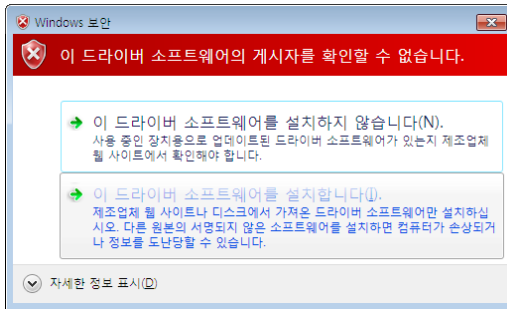 Windows 보안
이 드라이버 소프트웨어의 게시자를 확인할 수 없습니다.
이 드라이버 소프트웨어를 설치하지 않습니다(N).
사용 중인 장치용으로 업데이트된 드라이버 소프트웨어가 있는지 제조업체
웹 사이트에서 확인해야 합니다.
이 드라이버 소프트웨어를 설치합니다(I).
제조업체 웹 사이트나 디스크에서 가져온 드라이버 소프트웨어만 설치하십
시오. 다른 원본의 서명되지 않은 소프트웨어를 설치하면 컴퓨터가 손상되거
나 정보를 도난당할 수 있습니다.
자세한 정보 표시(D)